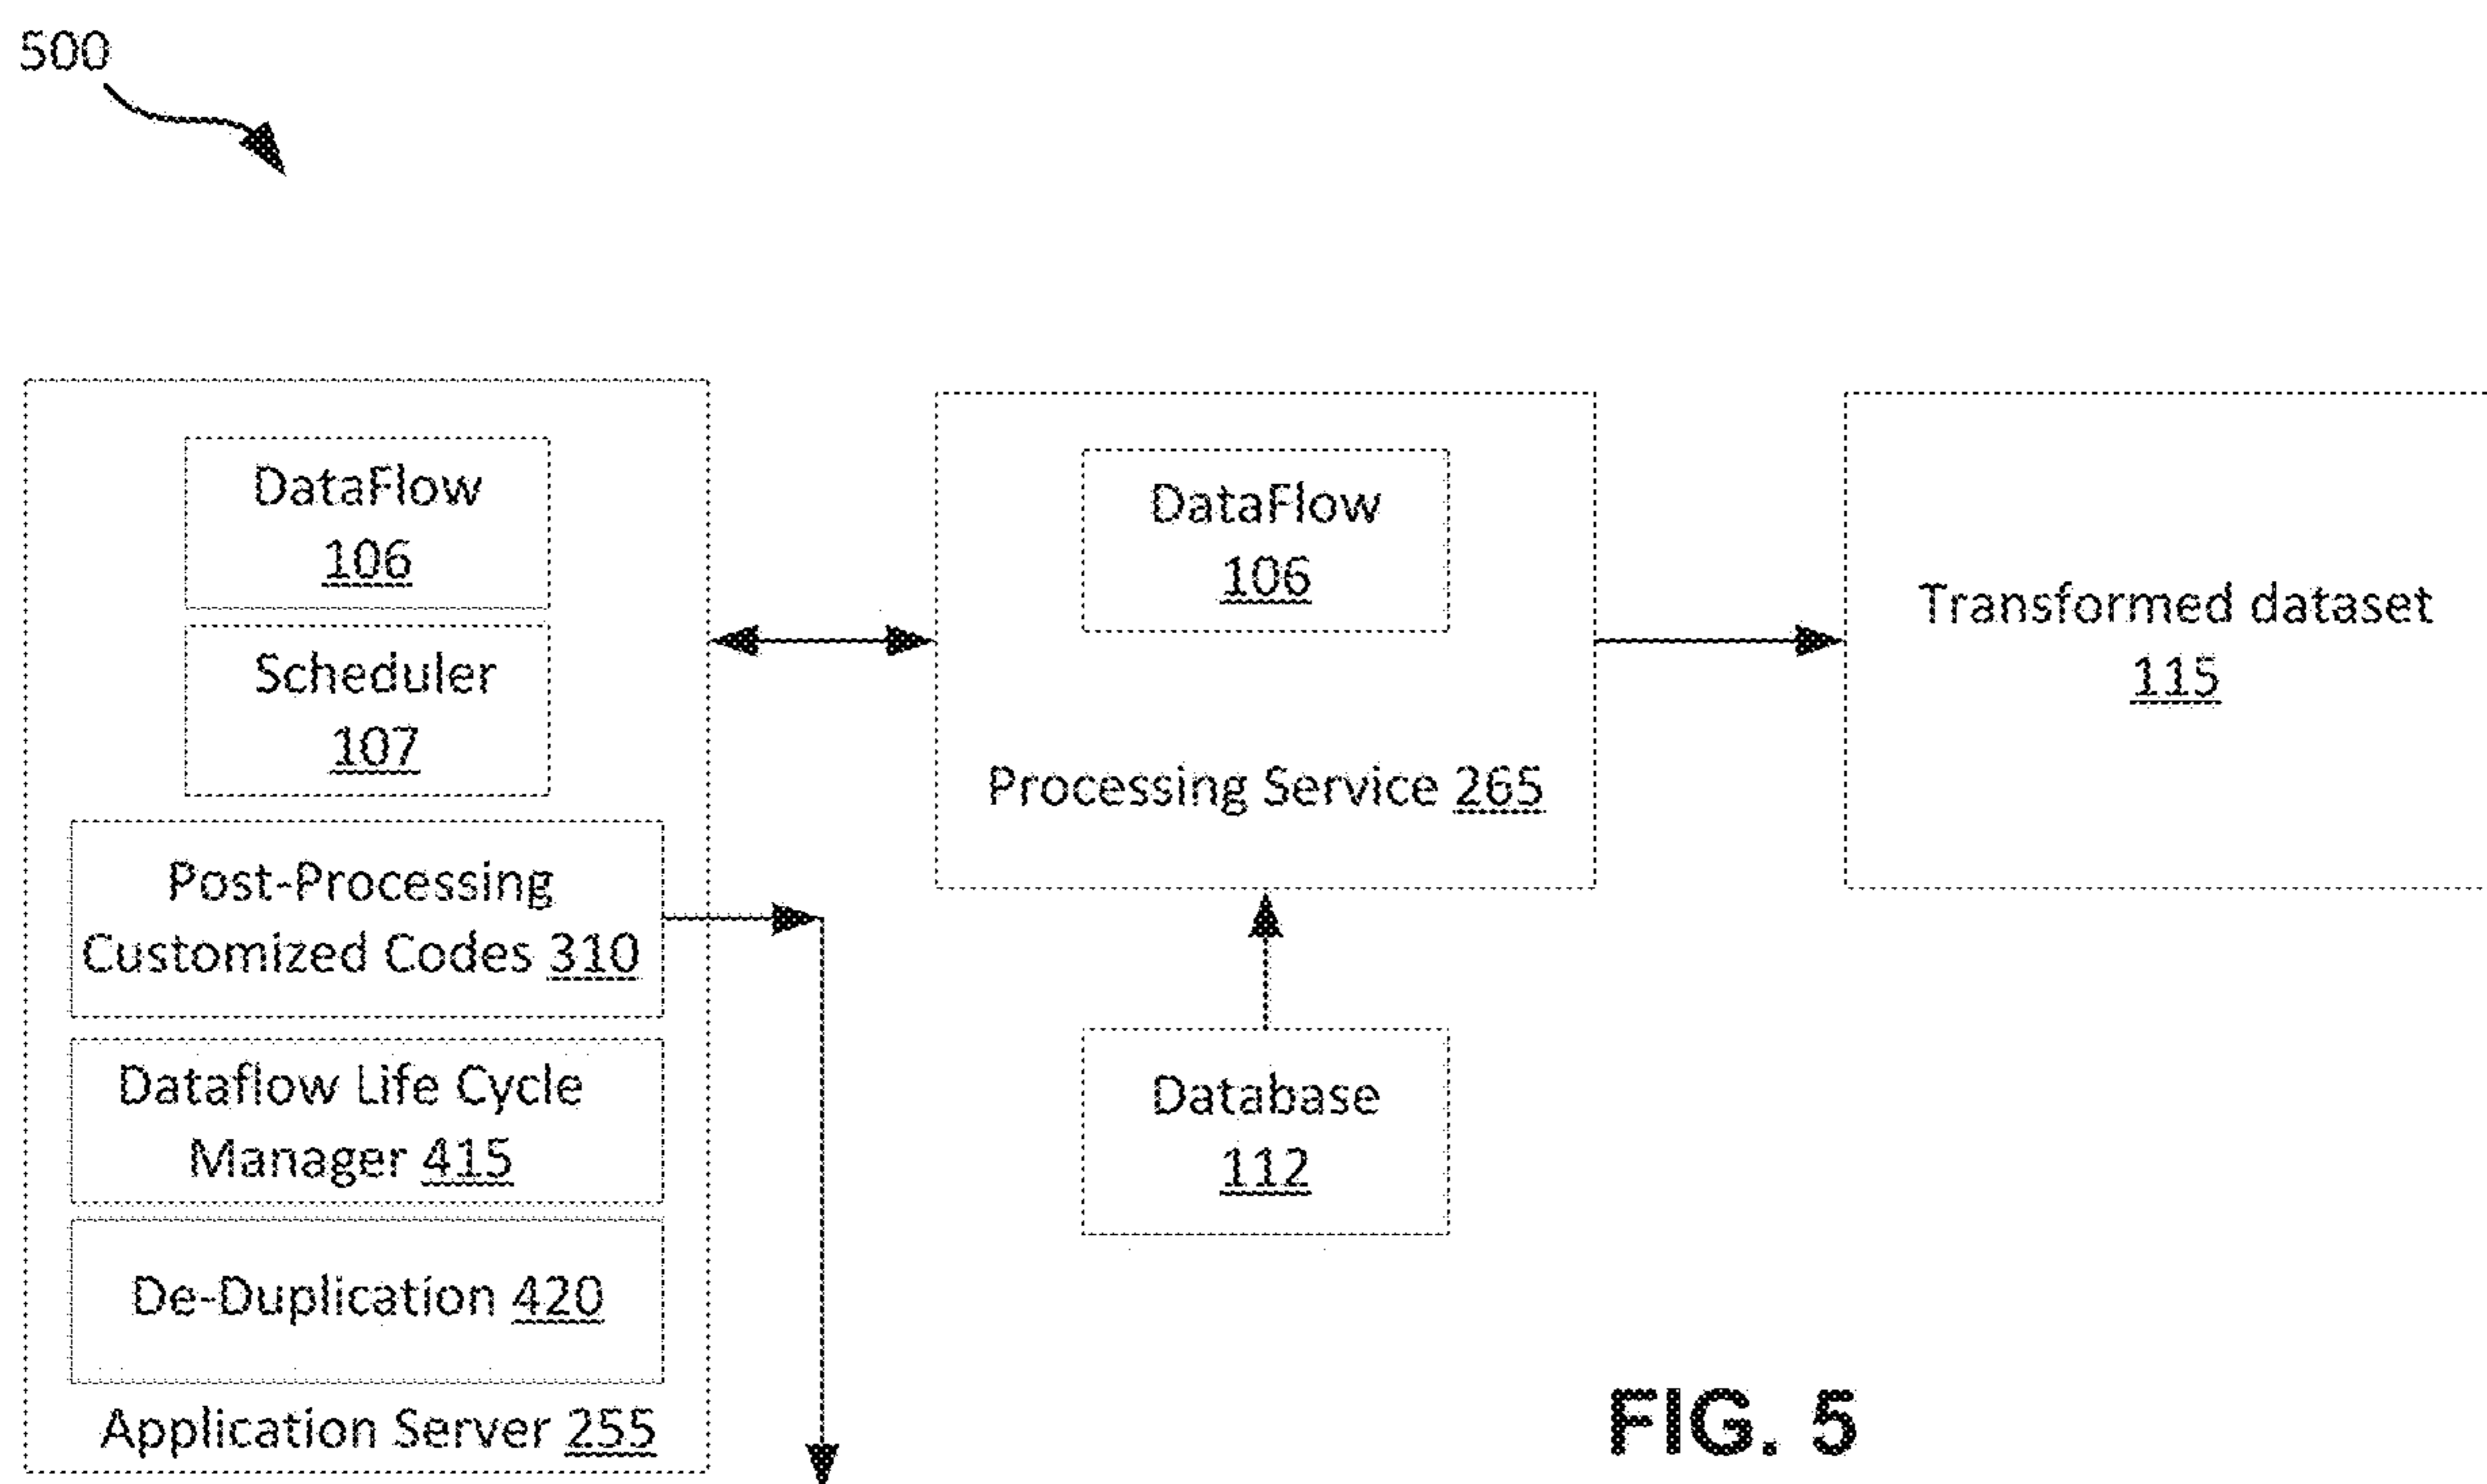 500
DataFlow
106
Scheduler
107
Post-Processing
Customized Codes 310
Dataflow Life Cycle
Manager 415
De-Duplication 420
Application Server 255
DataFlow
106
Processing Service 265
Database
112
Transformed dataset
115
FIG. 5